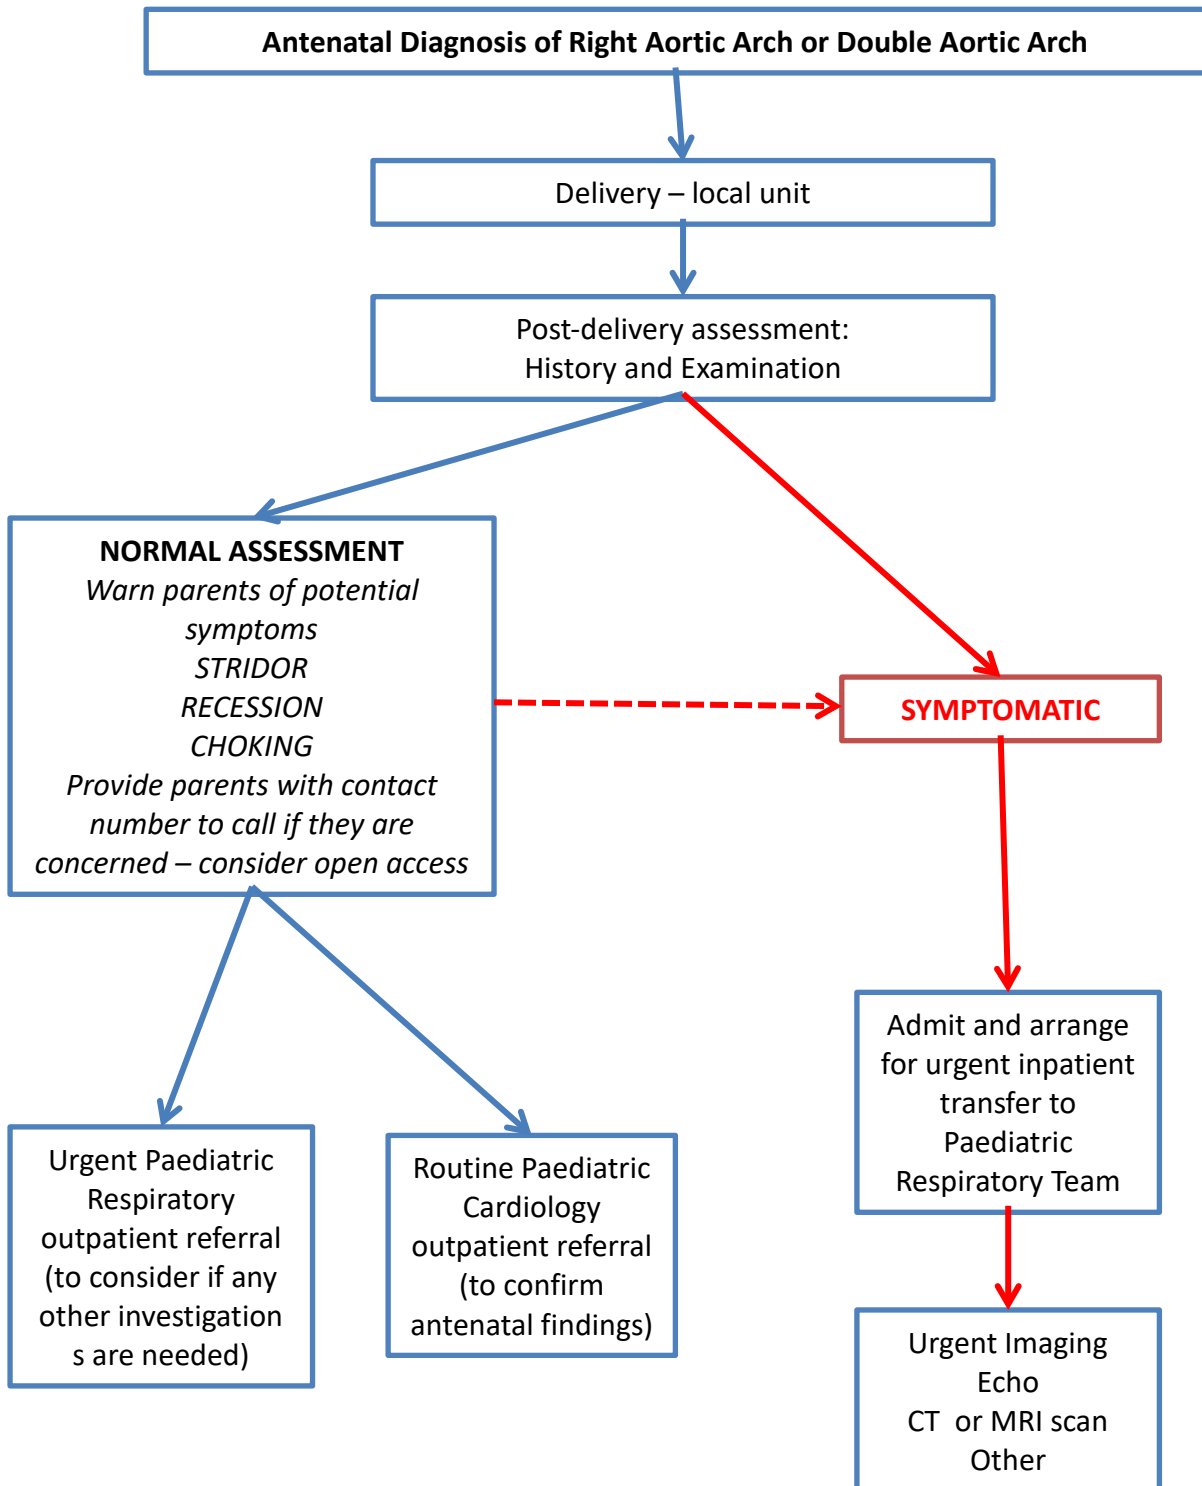 Antenatal Diagnosis of Right Aortic Arch or Double Aortic Arch
Delivery – local unit
Post-delivery assessment:
History and Examination
NORMAL ASSESSMENT
Warn parents of potential
symptoms
STRIDOR
RECESSION
CHOKING
Provide parents with contact
number to call if they are
concerned – consider open access
SYMPTOMATIC
Urgent Paediatric
Respiratory
outpatient referral
(to consider if any
other investigation
s are needed)
Routine Paediatric
Cardiology
outpatient referral
(to confirm
antenatal findings)
Admit and arrange
for urgent inpatient
transfer to
Paediatric
Respiratory Team
Urgent Imaging
Echo
CT  or MRI scan
Other